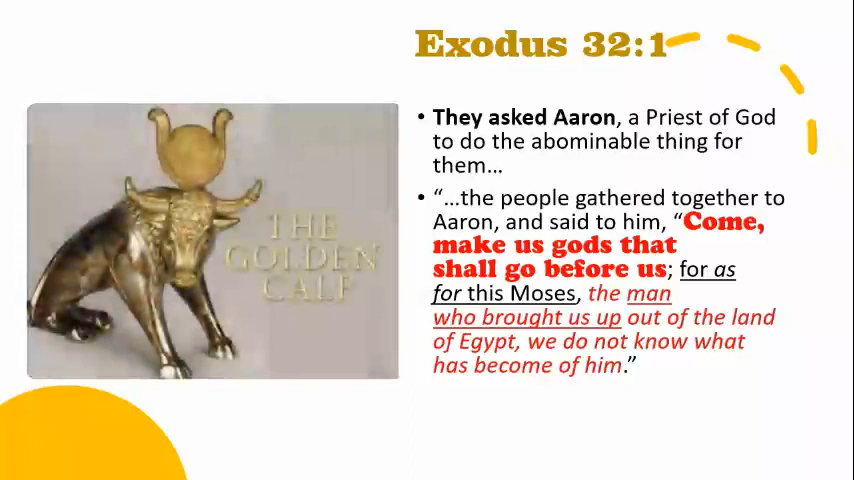 Exodus 32:1
THE
GOLDEN
CALF
• They asked Aaron, a Priest of God
to do the abominable thing for
them…
• “…the people gathered together to
Aaron, and said to him, “Come,
make us gods that
shall go before us; for as
for this Moses, the man
who brought us up out of the land
of Egypt, we do not know what
has become of him.”